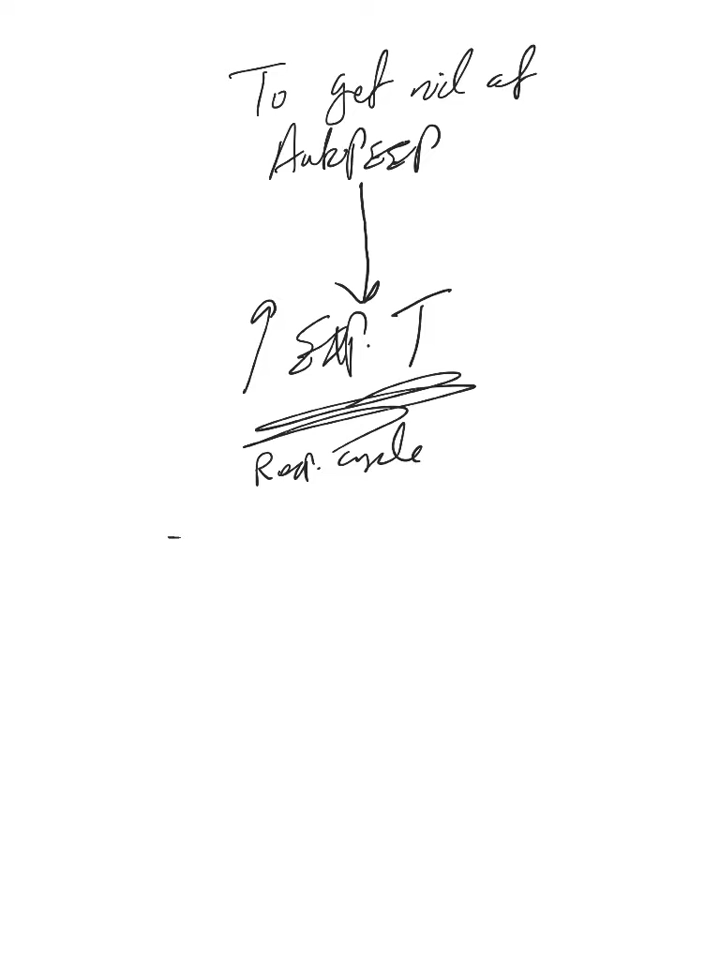 To get rid of
AutoPEEP
↑ Exp. T
Resp. cycle
-